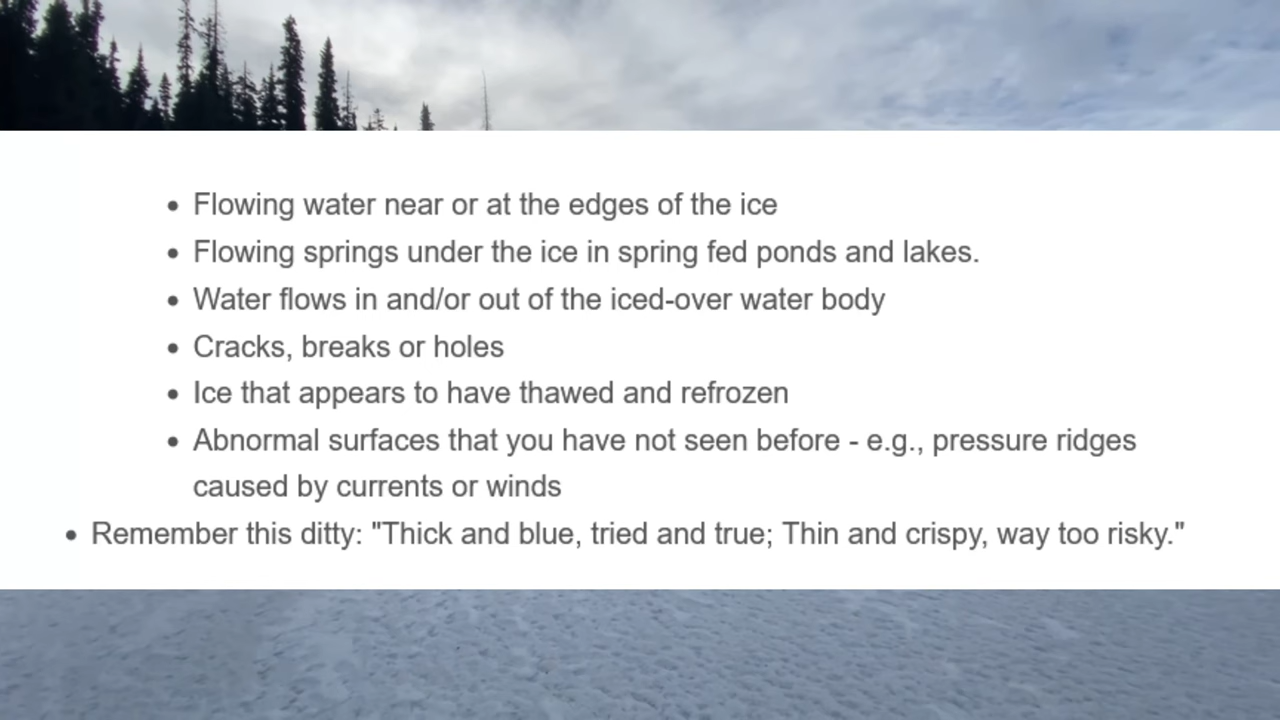 • Flowing water near or at the edges of the ice
• Flowing springs under the ice in spring fed ponds and lakes.
• Water flows in and/or out of the iced-over water body
• Cracks, breaks or holes
• Ice that appears to have thawed and refrozen
• Abnormal surfaces that you have not seen before - e.g., pressure ridges
caused by currents or winds
• Remember this ditty: "Thick and blue, tried and true; Thin and crispy, way too risky."